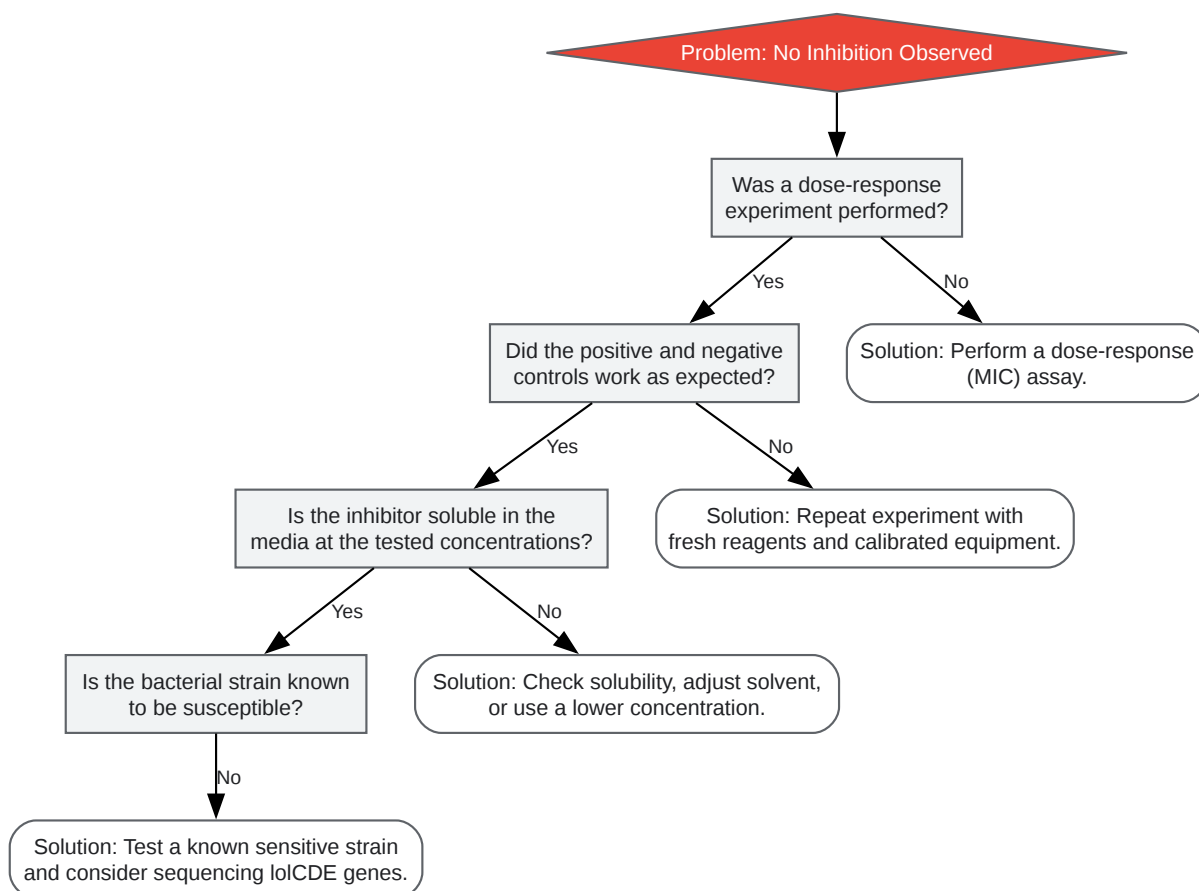 Problem: No Inhibition Observed
Was a dose-response
experiment performed?
Yes
No
Did the positive and negative
controls work as expected?
Solution: Perform a dose-response
(MIC) assay.
Yes
No
Is the inhibitor soluble in the
media at the tested concentrations?
Solution: Repeat experiment with
fresh reagents and calibrated equipment.
Yes
No
Is the bacterial strain known
to be susceptible?
Solution: Check solubility, adjust solvent,
or use a lower concentration.
No
Solution: Test a known sensitive strain
and consider sequencing lolCDE genes.